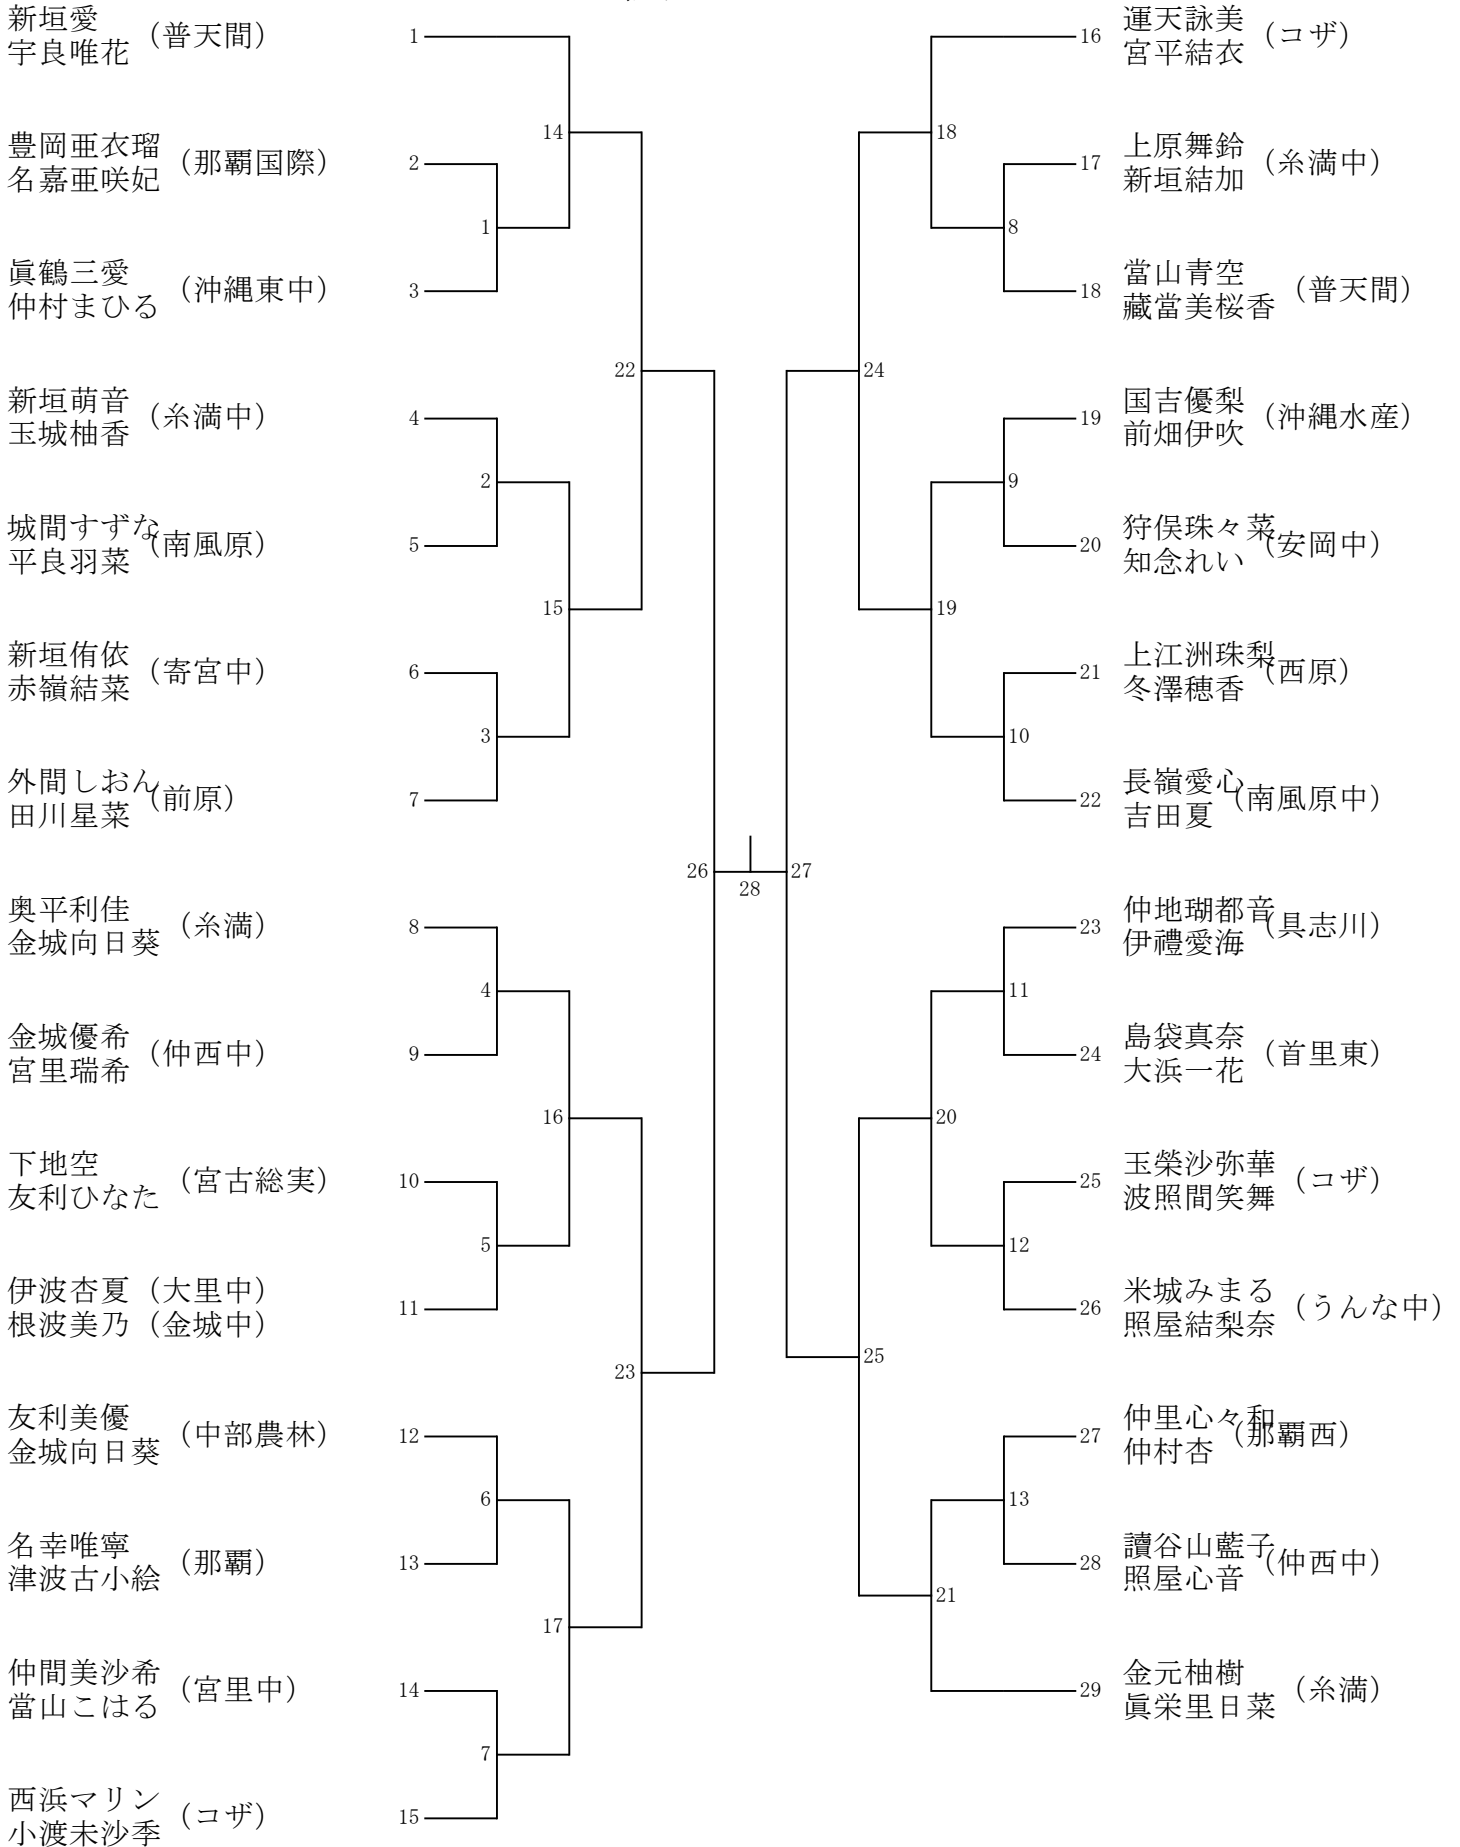 新垣愛
宇良唯花
（普天間）
1
豊岡亜衣瑠
名嘉亜咲妃
（那覇国際）
2
眞鶴三愛
仲村まひる
（沖縄東中）
3
新垣萌音
玉城柚香
（糸満中）
4
城間すずな
平良羽菜
（南風原）
5
新垣侑依
赤嶺結菜
（寄宮中）
6
外間しおん
田川星菜
（前原）
7
奥平利佳
金城向日葵
（糸満）
8
金城優希
宮里瑞希
（仲西中）
9
下地空
友利ひなた
（宮古総実）
10
伊波杏夏（大里中）
根波美乃（金城中）
11
友利美優
金城向日葵
（中部農林）
12
名幸唯寧
津波古小絵
（那覇）
13
仲間美沙希
當山こはる
（宮里中）
14
西浜マリン
小渡未沙季
（コザ）
15
1
2
3
4
5
6
7
14
15
16
17
22
23
26
28
27
24
25
18
19
20
21
8
9
10
11
12
13
16
運天詠美
宮平結衣
（コザ）
17
上原舞鈴
新垣結加
（糸満中）
18
當山青空
藏當美桜香
（普天間）
19
国吉優梨
前畑伊吹
（沖縄水産）
20
狩俣珠々菜
知念れい
（安岡中）
21
上江洲珠梨
冬澤穂香
（西原）
22
長嶺愛心
吉田夏
（南風原中）
23
仲地瑚都音
伊禮愛海
（具志川）
24
島袋真奈
大浜一花
（首里東）
25
玉榮沙弥華
波照間笑舞
（コザ）
26
米城みまる
照屋結梨奈
（うんな中）
27
仲里心々和
仲村杏
（那覇西）
28
讀谷山藍子
照屋心音
（仲西中）
29
金元柚樹
眞栄里日菜
（糸満）